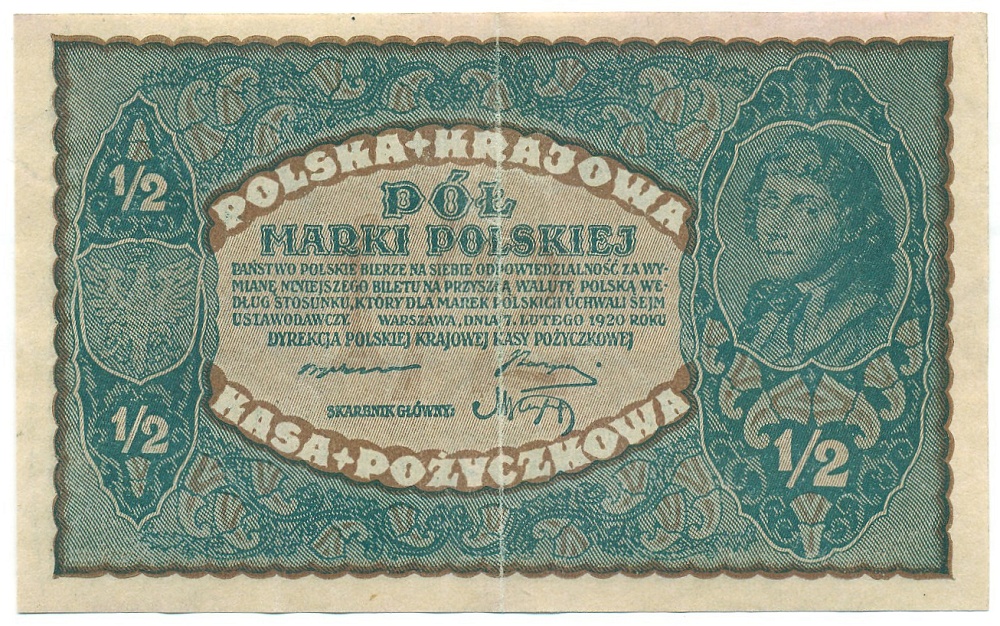 POLSKA + KRAJOWA
PÓŁ
MARKI POLSKIEJ
PAŃSTWO POLSKIE BIERZE NA SIEBIE ODPOWIEDZIALNOŚĆ ZA WY-
MIANĘ NINIEJSZEGO BILETU NA PRZYSZŁĄ WALUTĘ POLSKĄ WE-
DŁUG STOSUNKU, KTÓRY DLA MAREK POLSKICH UCHWALI SEJM
USTAWODAWCZY. WARSZAWA, DNIA 7. LUTEGO 1920 ROKU
DYREKCJA POLSKIEJ KRAJOWEJ KASY POŻYCZKOWEJ
SKARBNIK GŁÓWNY:
KASA + POŻYCZKOWA
1/2
1/2
1/2